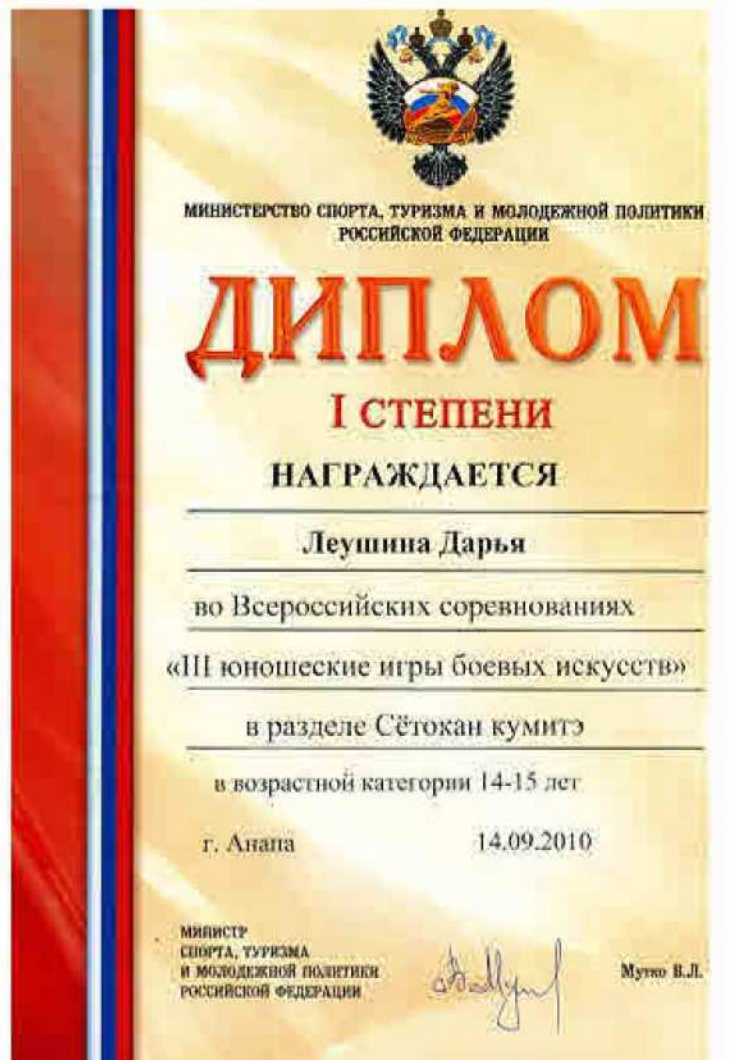 МИНИСТЕРСТВО СПОРТА, ТУРИЗМА И МОЛОДЕЖНОЙ ПОЛИТИКИ
РОССИЙСКОЙ ФЕДЕРАЦИИ
ДИПЛОМ
I СТЕПЕНИ
НАГРАЖДАЕТСЯ
Леушина Дарья
во Всероссийских соревнованиях
«III юношеские игры боевых искусств»
в разделе Сётокан кумитэ
в возрастной категории 14-15 лет
г. Анапа 14.09.2010
МИНИСТР
СПОРТА, ТУРИЗМА
И МОЛОДЕЖНОЙ ПОЛИТИКИ
РОССИЙСКОЙ ФЕДЕРАЦИИ
Мутко В.Л.